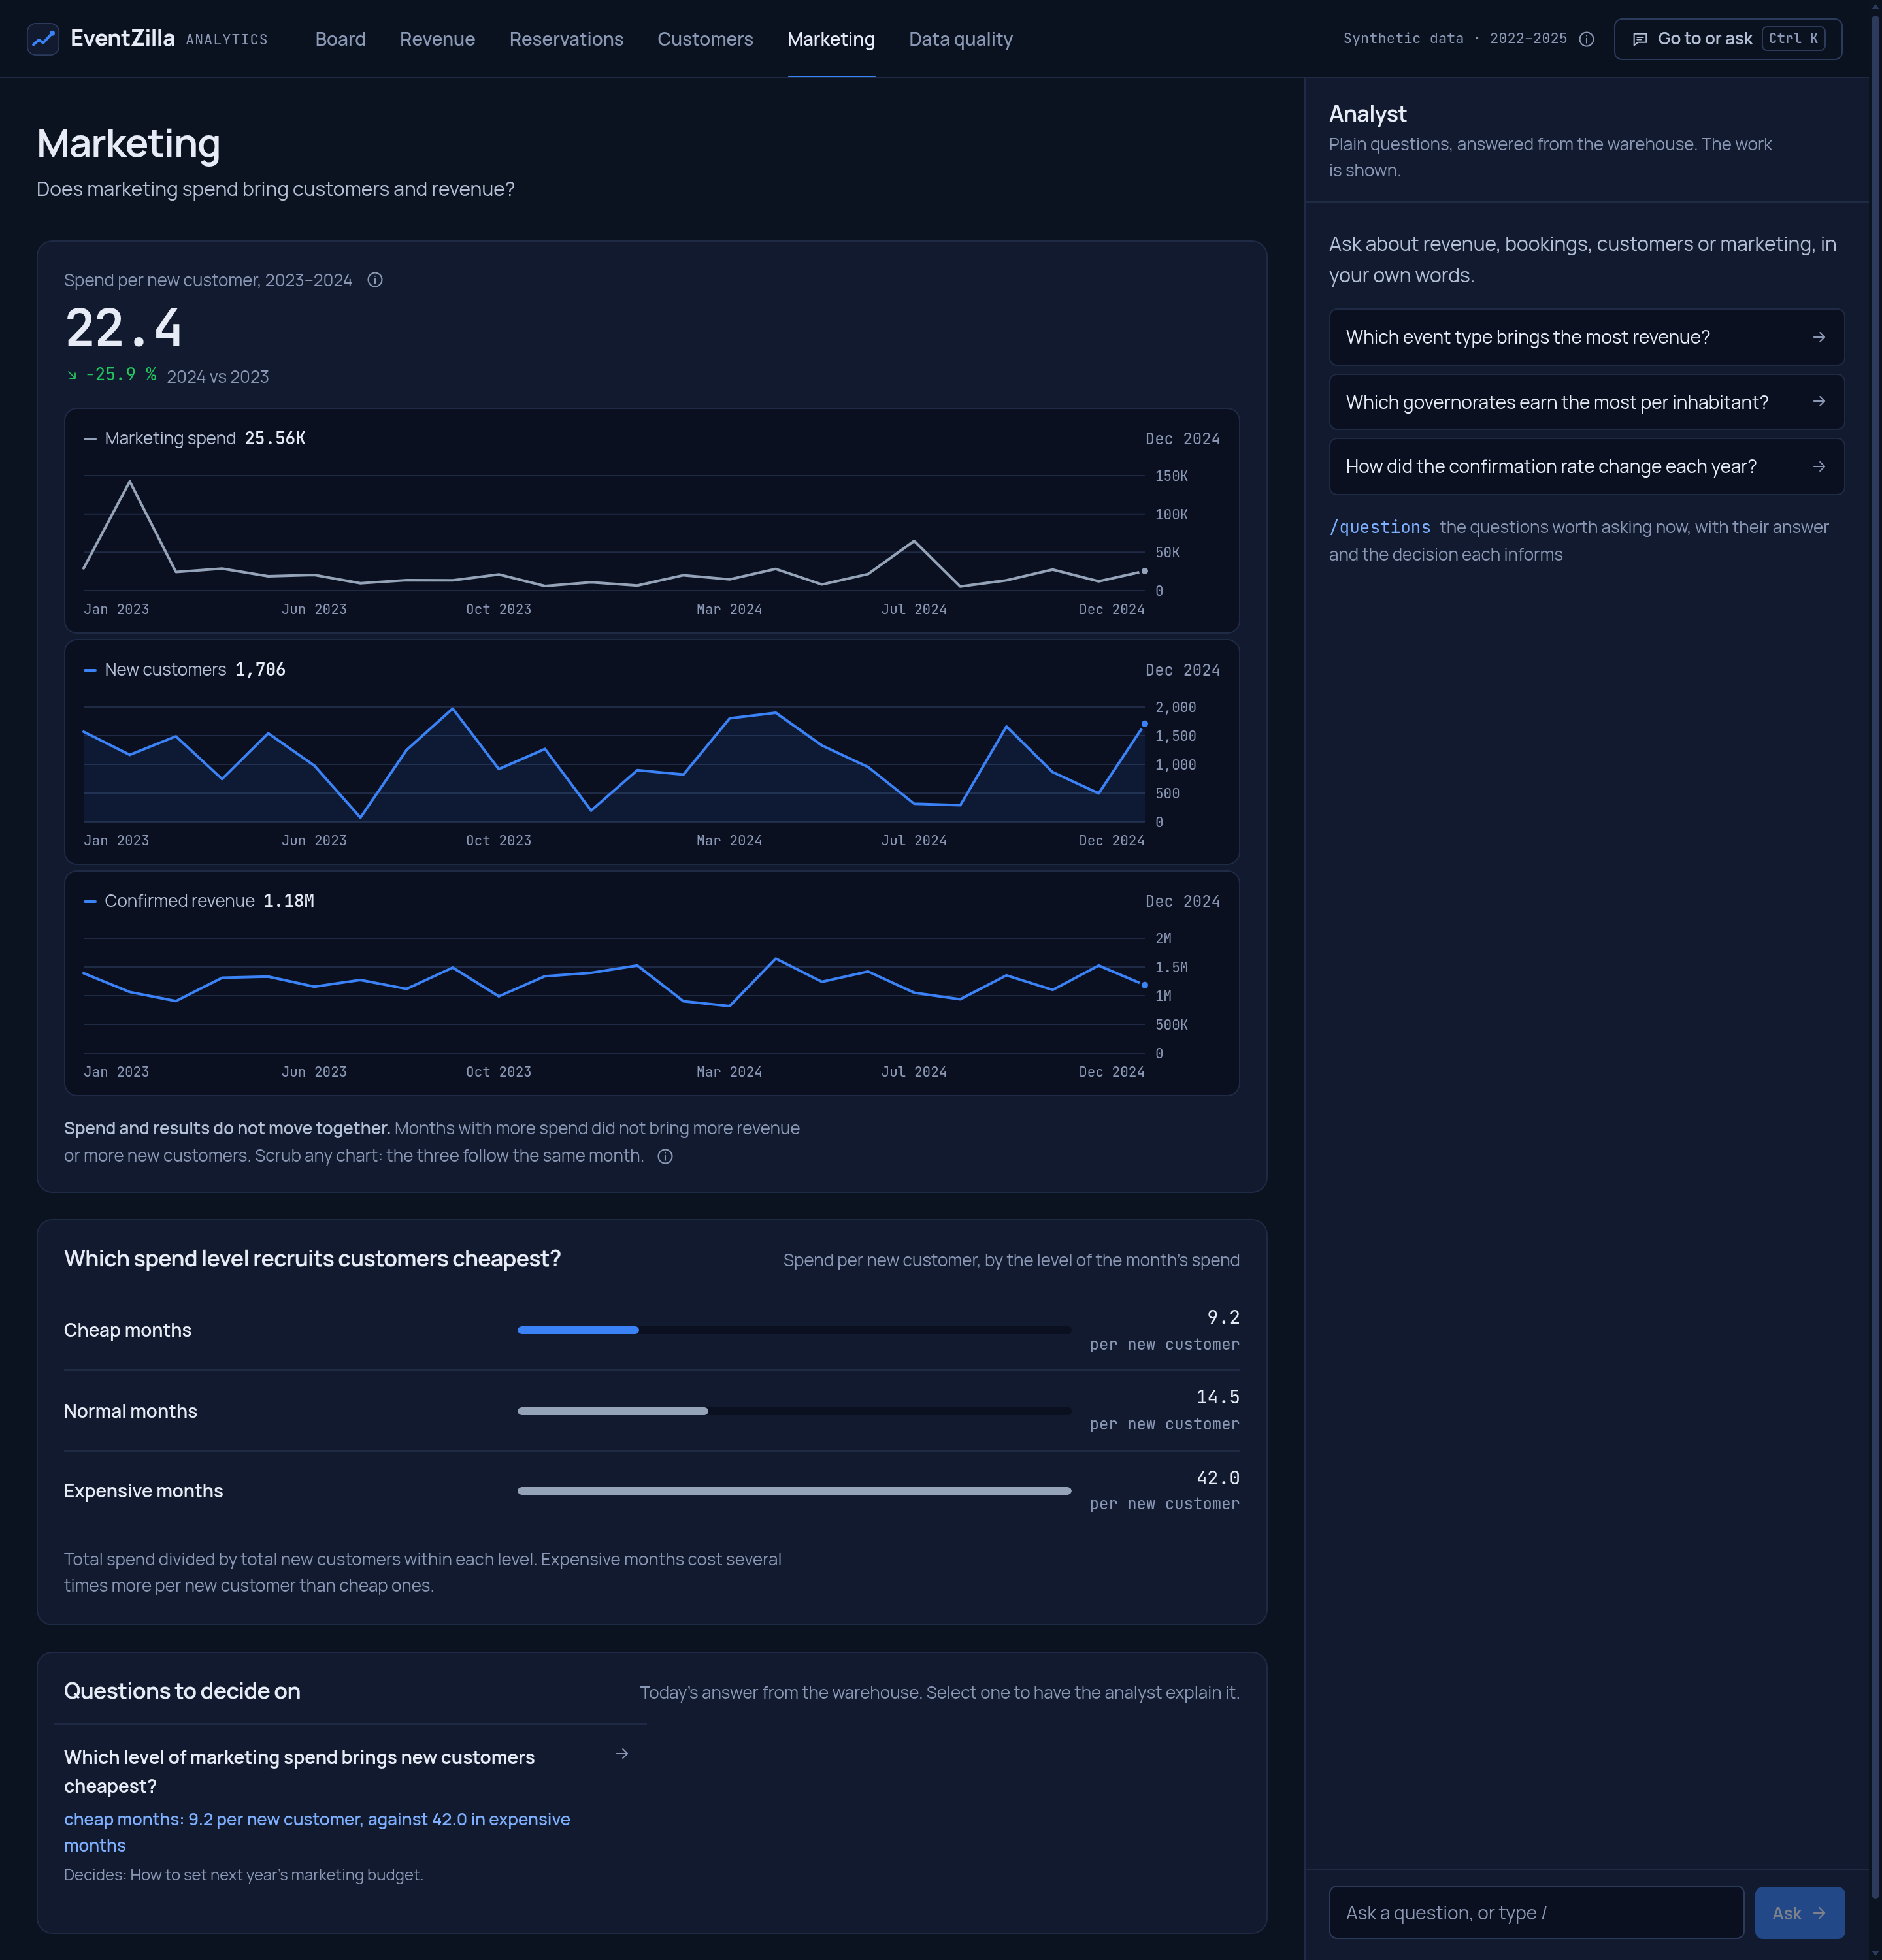 EventZilla ANALYTICS
Board
Revenue
Reservations
Customers
Marketing
Data quality
Synthetic data · 2022–2025
Go to or ask Ctrl K
Marketing
Does marketing spend bring customers and revenue?
Spend per new customer, 2023–2024
22.4
-25.9 % 2024 vs 2023
Marketing spend 25.56K
Dec 2024
150K
100K
50K
0
Jan 2023 Jun 2023 Oct 2023 Mar 2024 Jul 2024 Dec 2024
New customers 1,706
Dec 2024
2,000
1,500
1,000
500
0
Jan 2023 Jun 2023 Oct 2023 Mar 2024 Jul 2024 Dec 2024
Confirmed revenue 1.18M
Dec 2024
2M
1.5M
1M
500K
0
Jan 2023 Jun 2023 Oct 2023 Mar 2024 Jul 2024 Dec 2024
Spend and results do not move together. Months with more spend did not bring more revenue
or more new customers. Scrub any chart: the three follow the same month.
Which spend level recruits customers cheapest?
Spend per new customer, by the level of the month's spend
Cheap months
9.2
per new customer
Normal months
14.5
per new customer
Expensive months
42.0
per new customer
Total spend divided by total new customers within each level. Expensive months cost several
times more per new customer than cheap ones.
Questions to decide on
Today's answer from the warehouse. Select one to have the analyst explain it.
Which level of marketing spend brings new customers
cheapest?
cheap months: 9.2 per new customer, against 42.0 in expensive
months
Decides: How to set next year's marketing budget.
Analyst
Plain questions, answered from the warehouse. The work
is shown.
Ask about revenue, bookings, customers or marketing, in
your own words.
Which event type brings the most revenue?
Which governorates earn the most per inhabitant?
How did the confirmation rate change each year?
/questions the questions worth asking now, with their answer
and the decision each informs
Ask a question, or type /
Ask